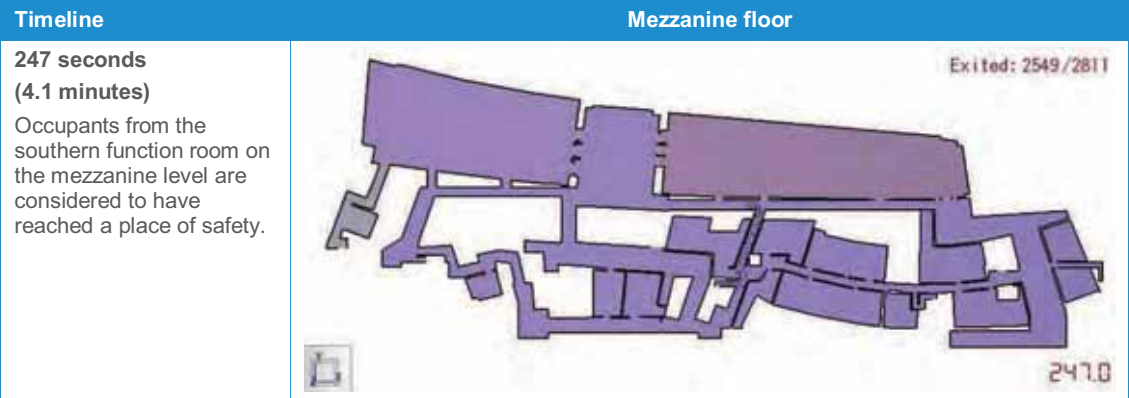 Timeline
Mezzanine floor
247 seconds
(4.1 minutes)
Occupants from the
southern function room on
the mezzanine level are
considered to have
reached a place of safety.
Exited: 2549/2811
247.0